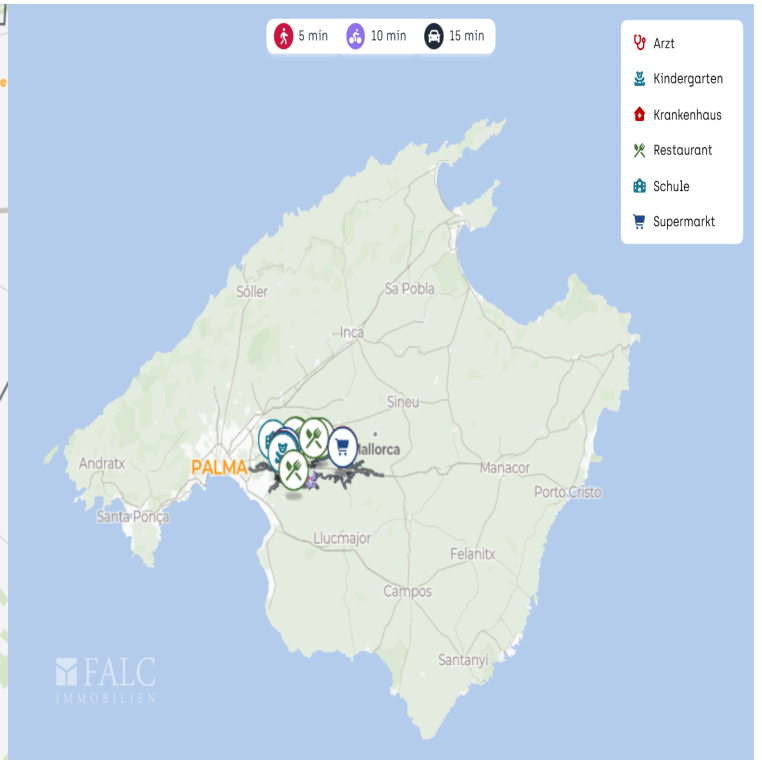 5 min
10 min
15 min
Arzt
Kindergarten
Krankenhaus
Restaurant
Schule
Supermarkt
Sóller
Sa Pobla
Inca
Sineu
Mallorca
Andratx
PALMA
Manacor
Porto Cristo
Santa Ponça
Llucmajor
Felanitx
Campos
Santanyí
FALC
IMMOBILIEN